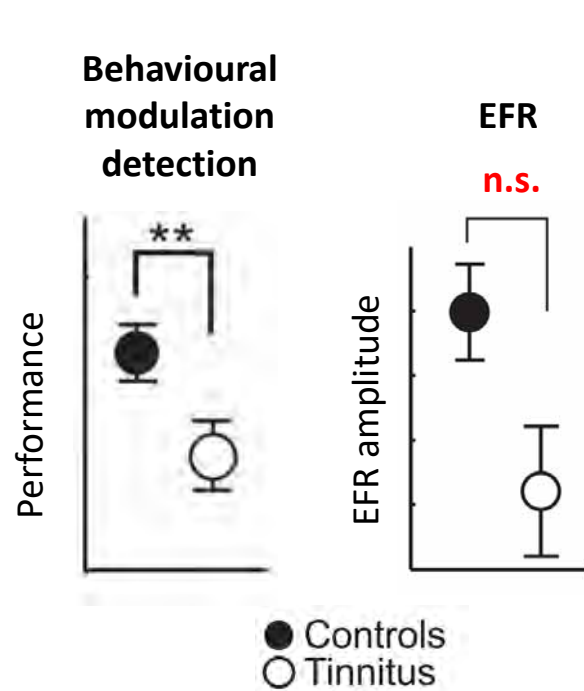 Behavioural
modulation
detection
**
Performance
EFR
n.s.
EFR amplitude
Controls
Tinnitus